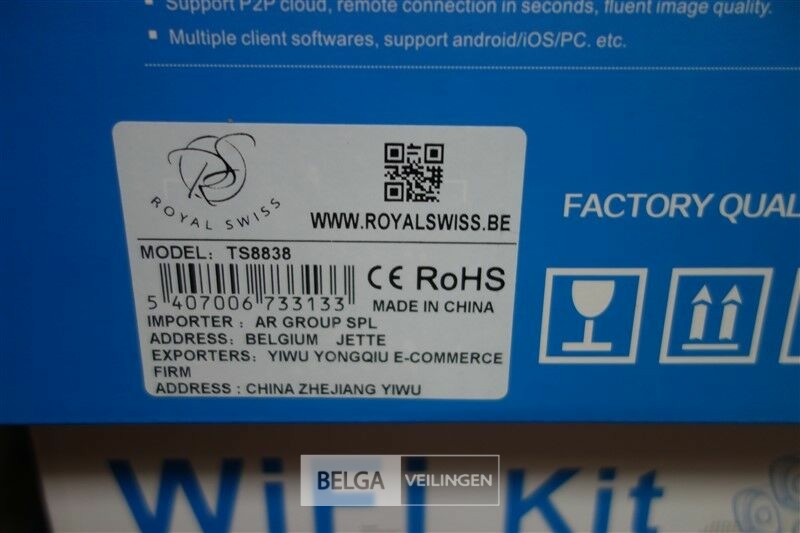 ▪ Support P2P cloud, remote connection in seconds, fluent image quality.
▪ Multiple client softwares, support android/iOS/PC. etc.
RS
ROYAL SWISS
WWW.ROYALSWISS.BE
FACTORY QUAL
MODEL: TS8838
CE RoHS
5 407006 733133
MADE IN CHINA
IMPORTER : AR GROUP SPL
ADDRESS: BELGIUM JETTE
EXPORTERS: YIWU YONGQIU E-COMMERCE
FIRM
ADDRESS : CHINA ZHEJIANG YIWU
WiFi Kit
BELGA VEILINGEN